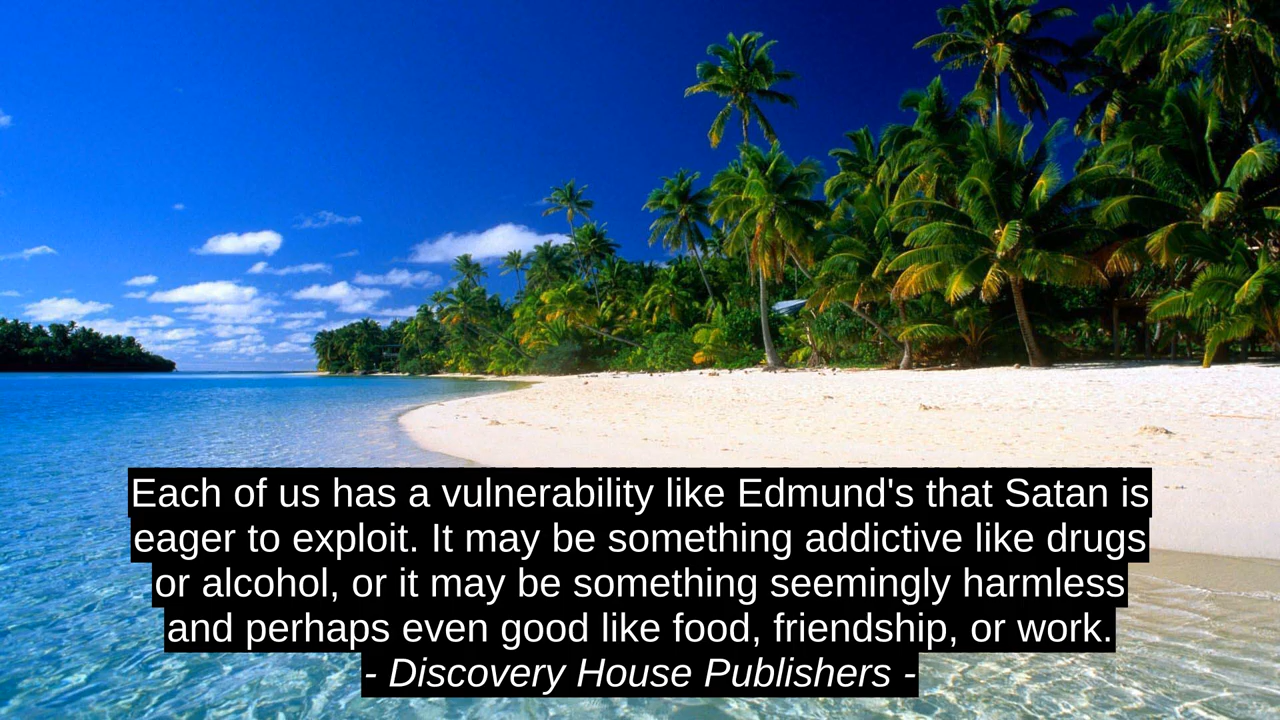 Each of us has a vulnerability like Edmund's that Satan is
eager to exploit. It may be something addictive like drugs
or alcohol, or it may be something seemingly harmless
and perhaps even good like food, friendship, or work.
- Discovery House Publishers -